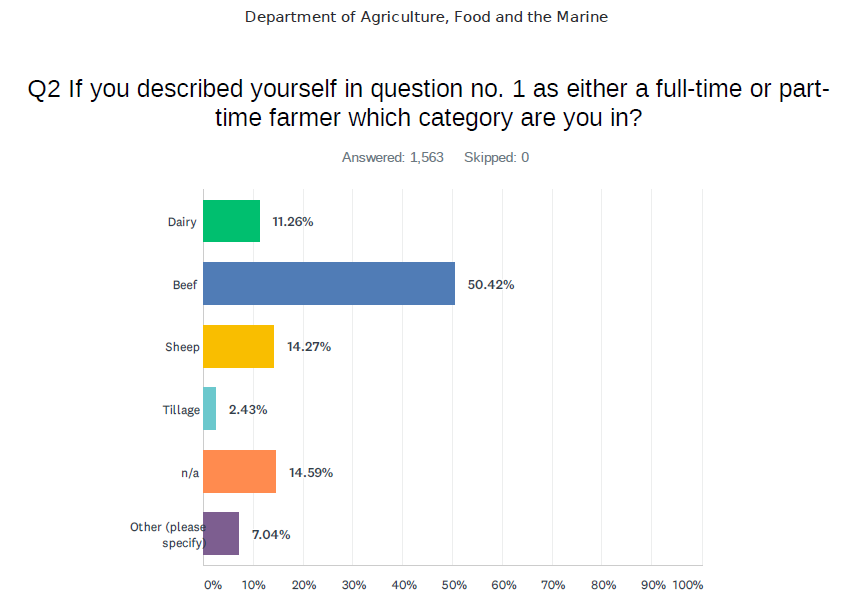 Department of Agriculture, Food and the Marine
Q2 If you described yourself in question no. 1 as either a full-time or part-
time farmer which category are you in?
Answered: 1,563 Skipped: 0
Dairy 11.26%
Beef 50.42%
Sheep 14.27%
Tillage 2.43%
n/a 14.59%
Other (please
specify) 7.04%
0% 10% 20% 30% 40% 50% 60% 70% 80% 90% 100%